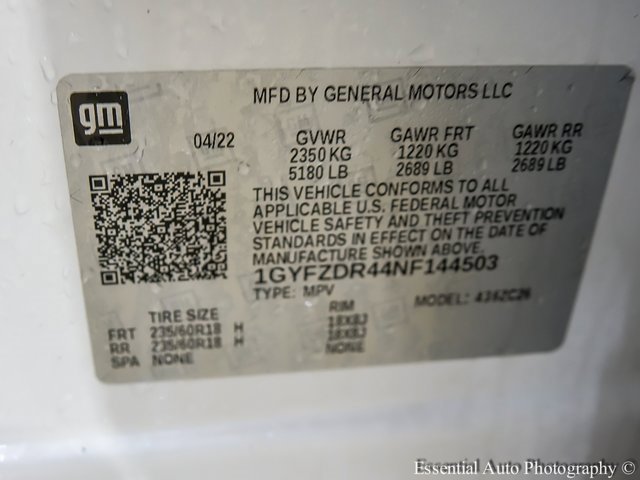 gm
MFD BY GENERAL MOTORS LLC
04/22 GVWR GAWR FRT GAWR RR
2350 KG 1220 KG 1220 KG
5180 LB 2689 LB 2689 LB
THIS VEHICLE CONFORMS TO ALL
APPLICABLE U.S. FEDERAL MOTOR
VEHICLE SAFETY AND THEFT PREVENTION
STANDARDS IN EFFECT ON THE DATE OF
MANUFACTURE SHOWN ABOVE.
1GYFZDR44NF144503
TYPE: MPV MODEL: 4362C26
TIRE SIZE RIM
FRT 235/60R18 H 18X8J
RR 235/60R18 H 18X8J
SPA NONE NONE
Essential Auto Photography ©